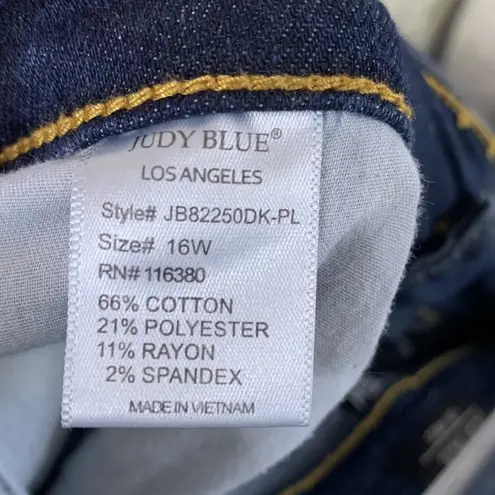 JUDY BLUE®
LOS ANGELES
Style# JB82250DK-PL
Size# 16W
RN# 116380
66% COTTON
21% POLYESTER
11% RAYON
2% SPANDEX
MADE IN VIETNAM